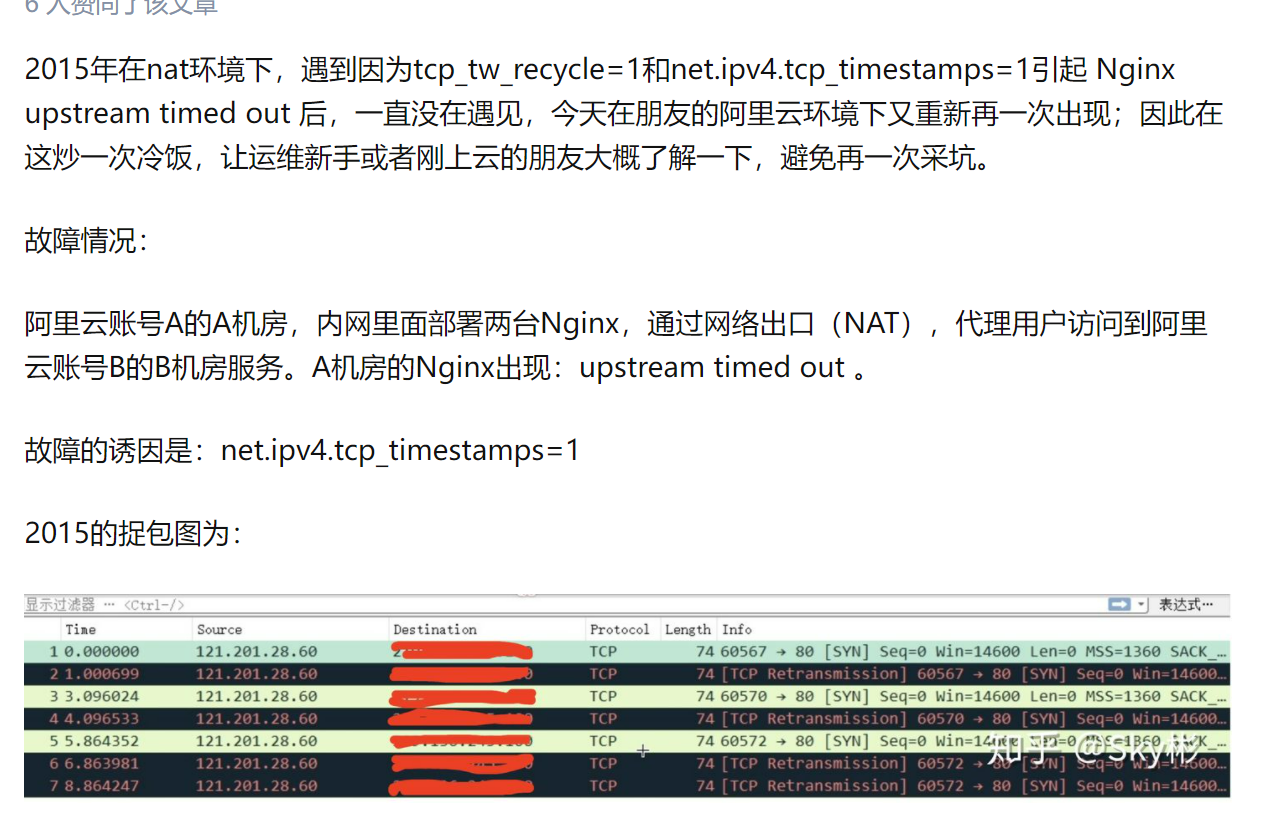 6 人赞同了该文章
2015年在nat环境下，遇到因为tcp_tw_recycle=1和net.ipv4.tcp_timestamps=1引起 Nginx
upstream timed out 后，一直没在遇见，今天在朋友的阿里云环境下又重新再一次出现；因此在
这炒一次冷饭，让运维新手或者刚上云的朋友大概了解一下，避免再一次采坑。
故障情况：
阿里云账号A的A机房，内网里面部署两台Nginx，通过网络出口（NAT），代理用户访问到阿里
云账号B的B机房服务。A机房的Nginx出现：upstream timed out 。
故障的诱因是：net.ipv4.tcp_timestamps=1
2015的捉包图为：
显示过滤器 … <Ctrl-/> 表达式…
Time Source Destination Protocol Length Info
1 0.000000 121.201.28.60 TCP 74 60567 → 80 [SYN] Seq=0 Win=14600 Len=0 MSS=1360 SACK_…
2 1.000699 121.201.28.60 TCP 74 [TCP Retransmission] 60567 → 80 [SYN] Seq=0 Win=14600…
3 3.096024 121.201.28.60 TCP 74 60570 → 80 [SYN] Seq=0 Win=14600 Len=0 MSS=1360 SACK_…
4 4.096533 121.201.28.60 TCP 74 [TCP Retransmission] 60570 → 80 [SYN] Seq=0 Win=14600…
5 5.864352 121.201.28.60 TCP 74 60572 → 80 [SYN] Seq=0 Win=14600 Len=0 MSS=1360 SACK_…
6 6.863981 121.201.28.60 TCP 74 [TCP Retransmission] 60572 → 80 [SYN] Seq=0 Win=14600…
7 8.864247 121.201.28.60 TCP 74 [TCP Retransmission] 60572 → 80 [SYN] Seq=0 Win=14600…
知乎 @Sky彬